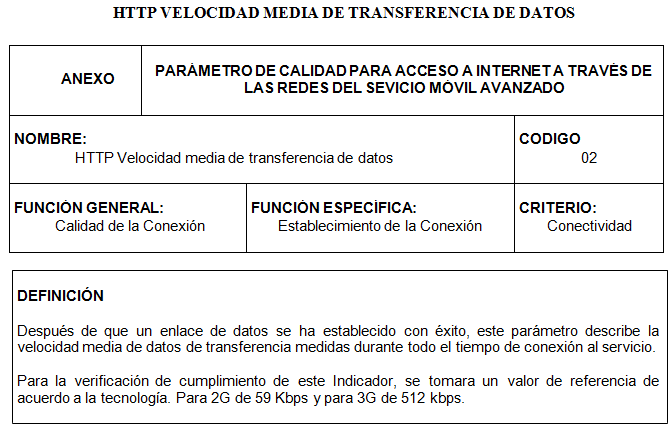 HTTP VELOCIDAD MEDIA DE TRANSFERENCIA DE DATOS
ANEXO
PARÁMETRO DE CALIDAD PARA ACCESO A INTERNET A TRAVÉS DE
LAS REDES DEL SEVICIO MÓVIL AVANZADO
NOMBRE:
HTTP Velocidad media de transferencia de datos
CODIGO
02
FUNCIÓN GENERAL:
Calidad de la Conexión
FUNCIÓN ESPECÍFICA:
Establecimiento de la Conexión
CRITERIO:
Conectividad
DEFINICIÓN
Después de que un enlace de datos se ha establecido con éxito, este parámetro describe la
velocidad media de datos de transferencia medidas durante todo el tiempo de conexión al servicio.
Para la verificación de cumplimiento de este Indicador, se tomara un valor de referencia de
acuerdo a la tecnología. Para 2G de 59 Kbps y para 3G de 512 kbps.